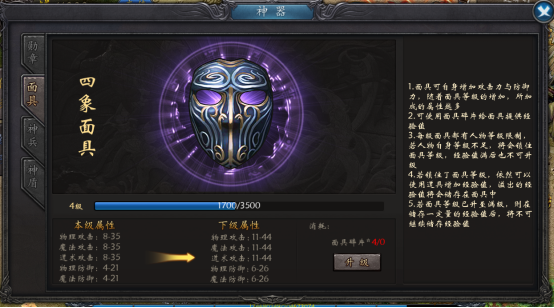 神器
勋章
面具
神兵
神盾
四象面具
4级
1700/3500
本级属性
物理攻击：8-35
魔法攻击：8-35
道术攻击：8-35
物理防御：4-21
魔法防御：4-21
下级属性
物理攻击：11-44
魔法攻击：11-44
道术攻击：11-44
物理防御：6-26
魔法防御：6-26
消耗：
面具碎片*4/0
升级
1.面具可自身增加攻击力与防御
力，随着面具等级的增加，所加
成的属性越多
2.可使用面具碎片给面具提供经
验值
3.每级面具都有人物等级限制，
若人物自身等级不足，将会锁住
面具等级，经验值满后也不可升
级
4.若锁住了面具等级，依然可以
使用道具增加经验值，溢出的经
验值将会储存在面具中
5.若面具等级已升至满级，则在
储存一定量的经验值后，将不可
继续储存经验值